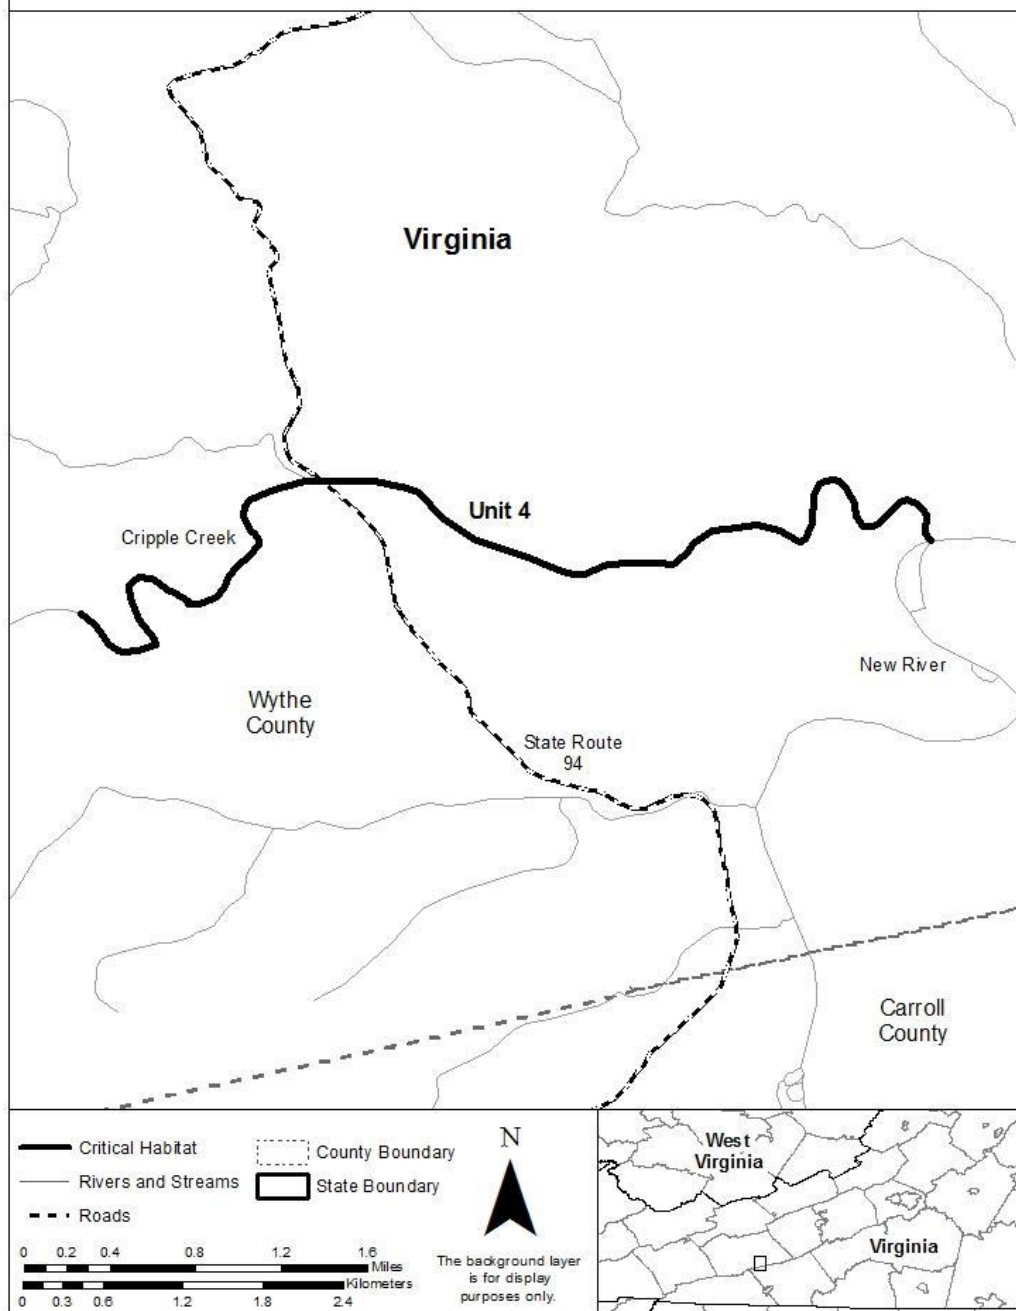 Virginia
Unit 4
Cripple Creek
New River
Wythe
County
State Route
94
Carroll
County
Critical Habitat
Rivers and Streams
Roads
County Boundary
State Boundary
0 0.2 0.4 0.8 1.2 1.6
Miles
Kilometers
0 0.3 0.6 1.2 1.8 2.4
N
The background layer
is for display
purposes only.
West
Virginia
Virginia